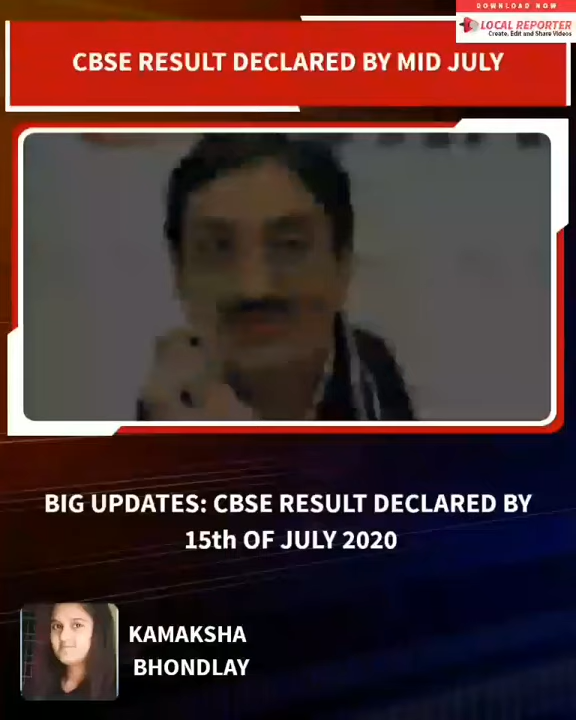 DOWNLOAD NOW
LOCAL REPORTER
Create, Edit and Share Videos
CBSE RESULT DECLARED BY MID JULY
BIG UPDATES: CBSE RESULT DECLARED BY
15th OF JULY 2020
KAMAKSHA
BHONDLAY